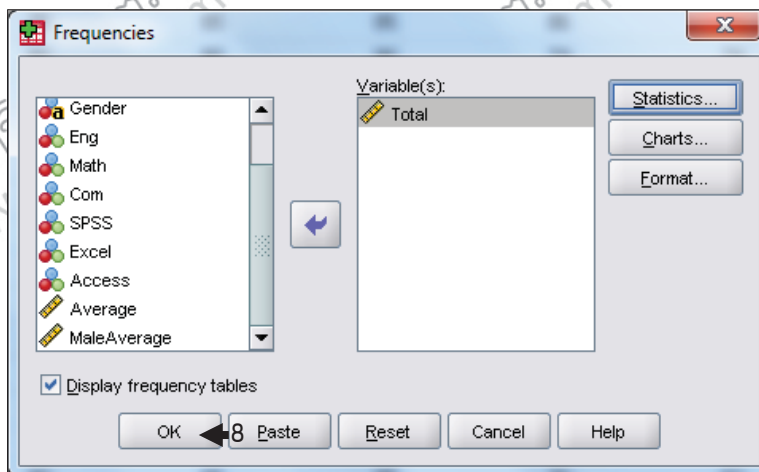 Frequencies
Variable(s):
Gender
Eng
Math
Com
SPSS
Excel
Access
Average
MaleAverage
Total
Statistics...
Charts...
Format...
Display frequency tables
OK
8
Paste
Reset
Cancel
Help